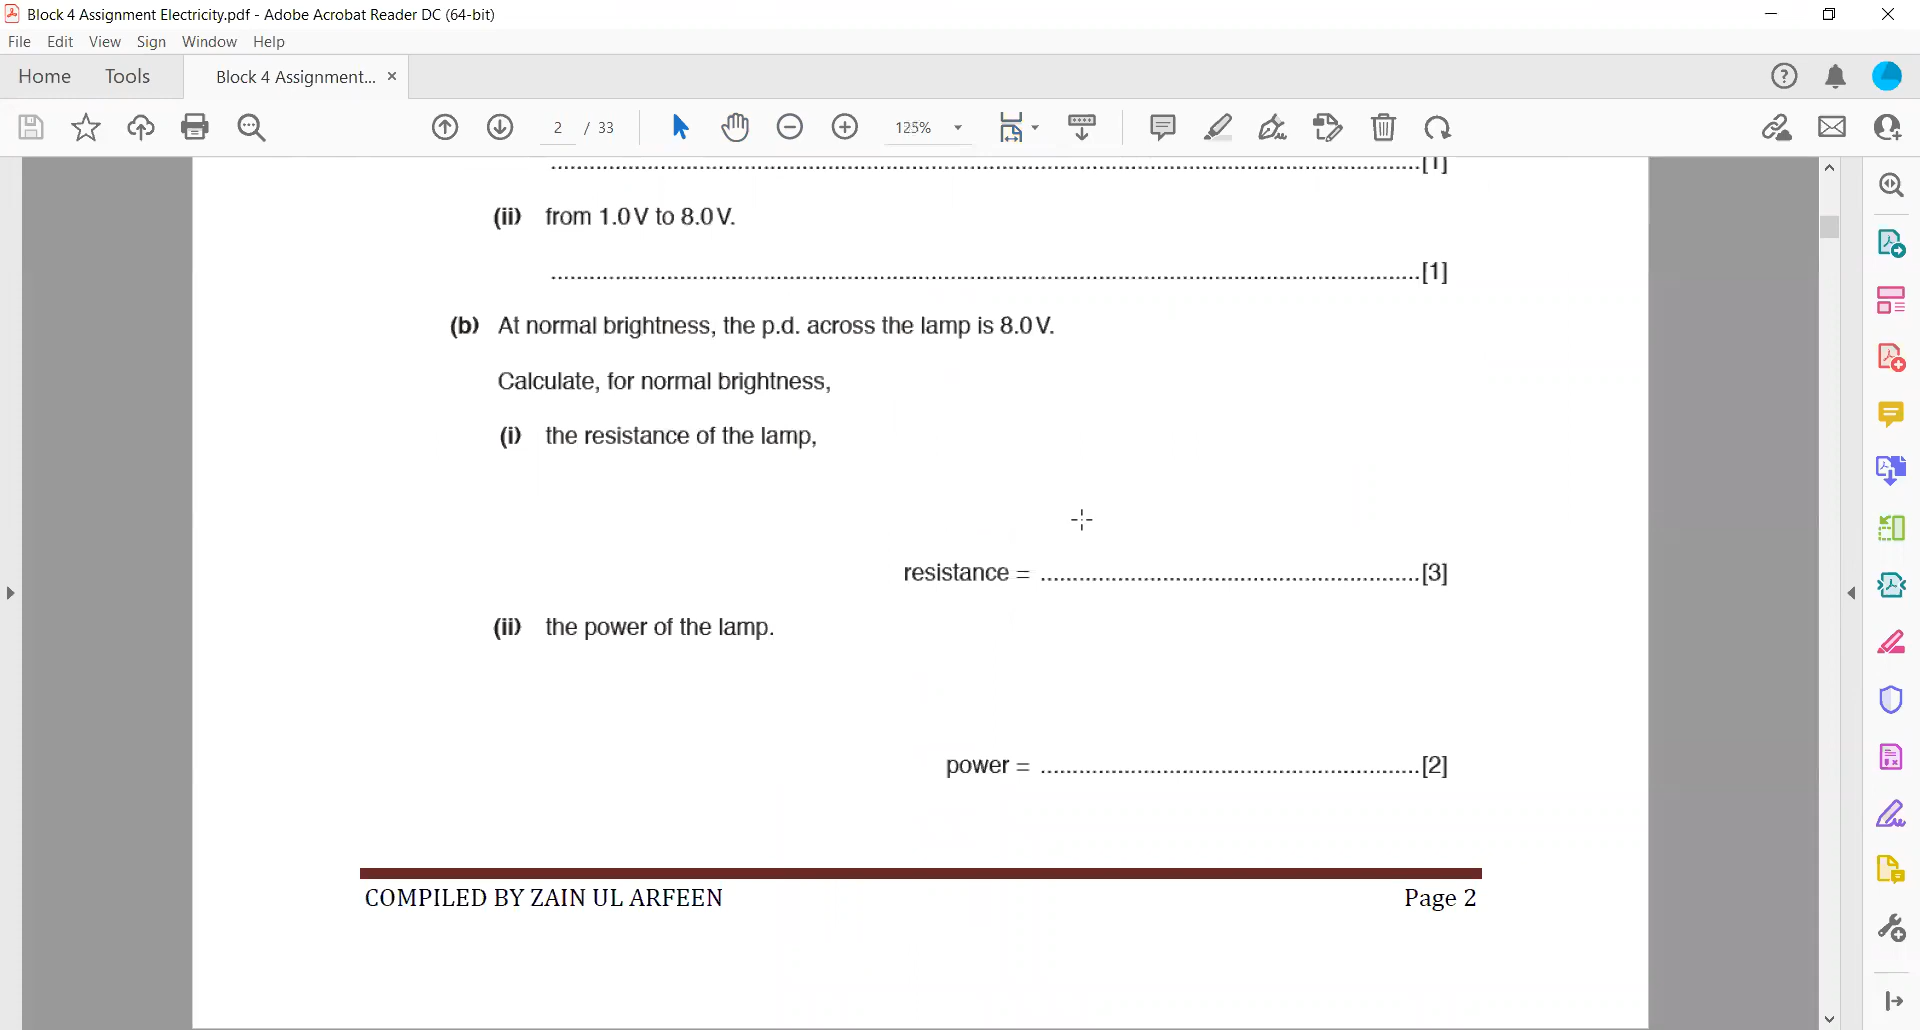 Block 4 Assignment Electricity.pdf - Adobe Acrobat Reader DC (64-bit)
File Edit View Sign Window Help
Home Tools Block 4 Assignment... ×
2 / 33 125%
[1]
(ii) from 1.0 V to 8.0 V.
[1]
(b) At normal brightness, the p.d. across the lamp is 8.0 V.
Calculate, for normal brightness,
(i) the resistance of the lamp,
resistance = [3]
(ii) the power of the lamp.
power = [2]
COMPILED BY ZAIN UL ARFEEN Page 2